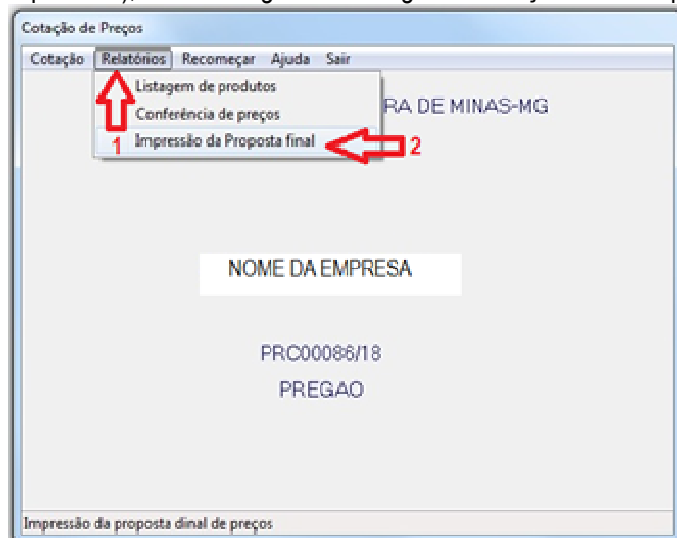 Cotação de Preços
Cotação Relatórios Recomeçar Ajuda Sair
Listagem de produtos
Conferência de preços
RA DE MINAS-MG
1 Impressão da Proposta final 2
NOME DA EMPRESA
PRC00086/18
PREGAO
Impressão da proposta dinal de preços